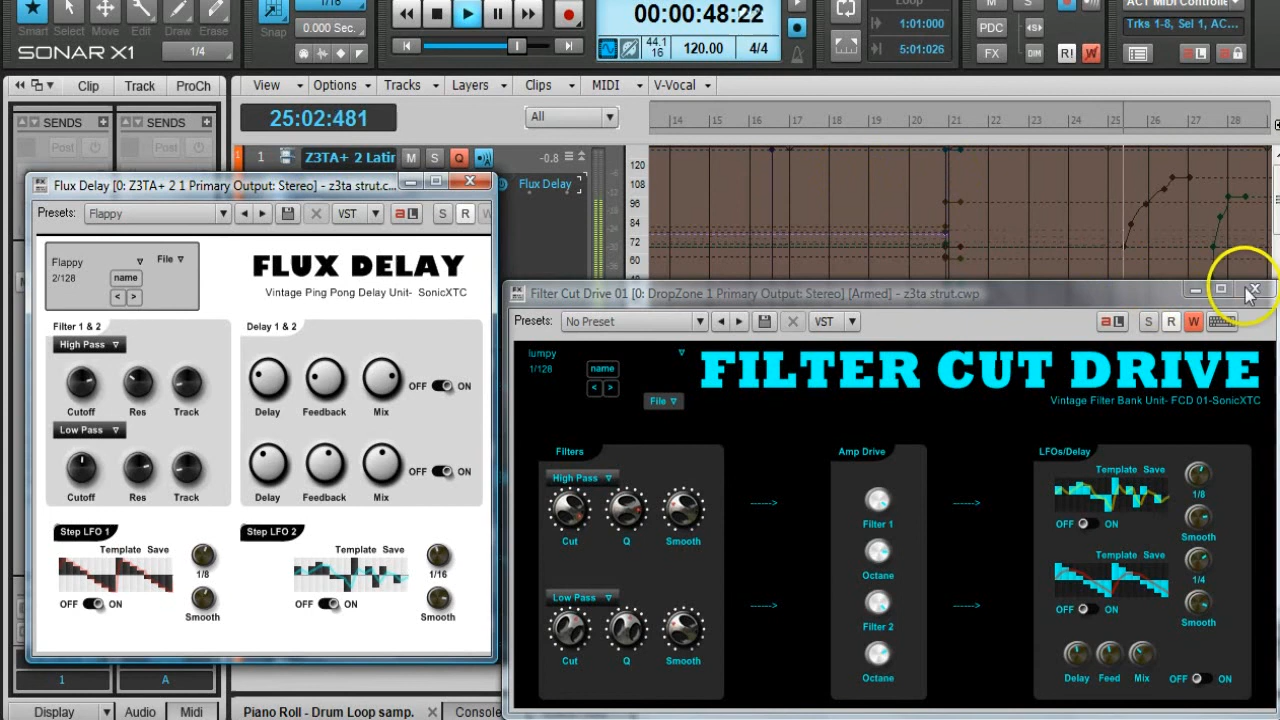 1/16
00:00:48:22
Loop
M S
ACT MIDI Controller
Smart Select Move Edit Draw Erase
Snap
000 Sec.
44.1
16
120.00
4/4
1:01:000
5:01:026
PDC
FX
DIM
R!
W
Trks 1-8, Sel 1, AC...
SONAR X1
1/4
Clip Track ProCh
View Options Tracks Layers Clips MIDI V-Vocal
SENDS SENDS
Post Post
25:02:481
All
14 15 16 17 18 19 20 21 22 23 24 25 26 27 28
1 Z3TA+ 2 Latir M S Q -0.8
Flux Delay
120
108
96
84
72
60
Flux Delay [0: Z3TA+ 2 1 Primary Output: Stereo] - z3ta strut.c...
Presets: Flappy VST S R W
Flappy
2/128
File
name
< >
FLUX DELAY
Vintage Ping Pong Delay Unit- SonicXTC
Filter 1 & 2
High Pass
Cutoff Res Track
Low Pass
Cutoff Res Track
Delay 1 & 2
Delay Feedback Mix
OFF ON
Delay Feedback Mix
OFF ON
Step LFO 1
Template Save
1/8
OFF ON
Smooth
Step LFO 2
Template Save
1/16
OFF ON
Smooth
Filter Cut Drive 01 [0: DropZone 1 Primary Output: Stereo] [Armed] - z3ta strut.cwp
Presets: No Preset VST S R W
lumpy
1/128
name
< >
File
FILTER CUT DRIVE
Vintage Filter Bank Unit- FCD 01-SonicXTC
Filters
High Pass
Cut Q Smooth
Low Pass
Cut Q Smooth
------>
------>
Amp Drive
Filter 1
Octane
Filter 2
Octane
------>
------>
LFOs/Delay
Template Save
1/8
OFF ON
Smooth
Template Save
1/4
OFF ON
Smooth
Delay Feed Mix
OFF ON
1 A
Display Audio Midi
Piano Roll - Drum Loop samp.
Console